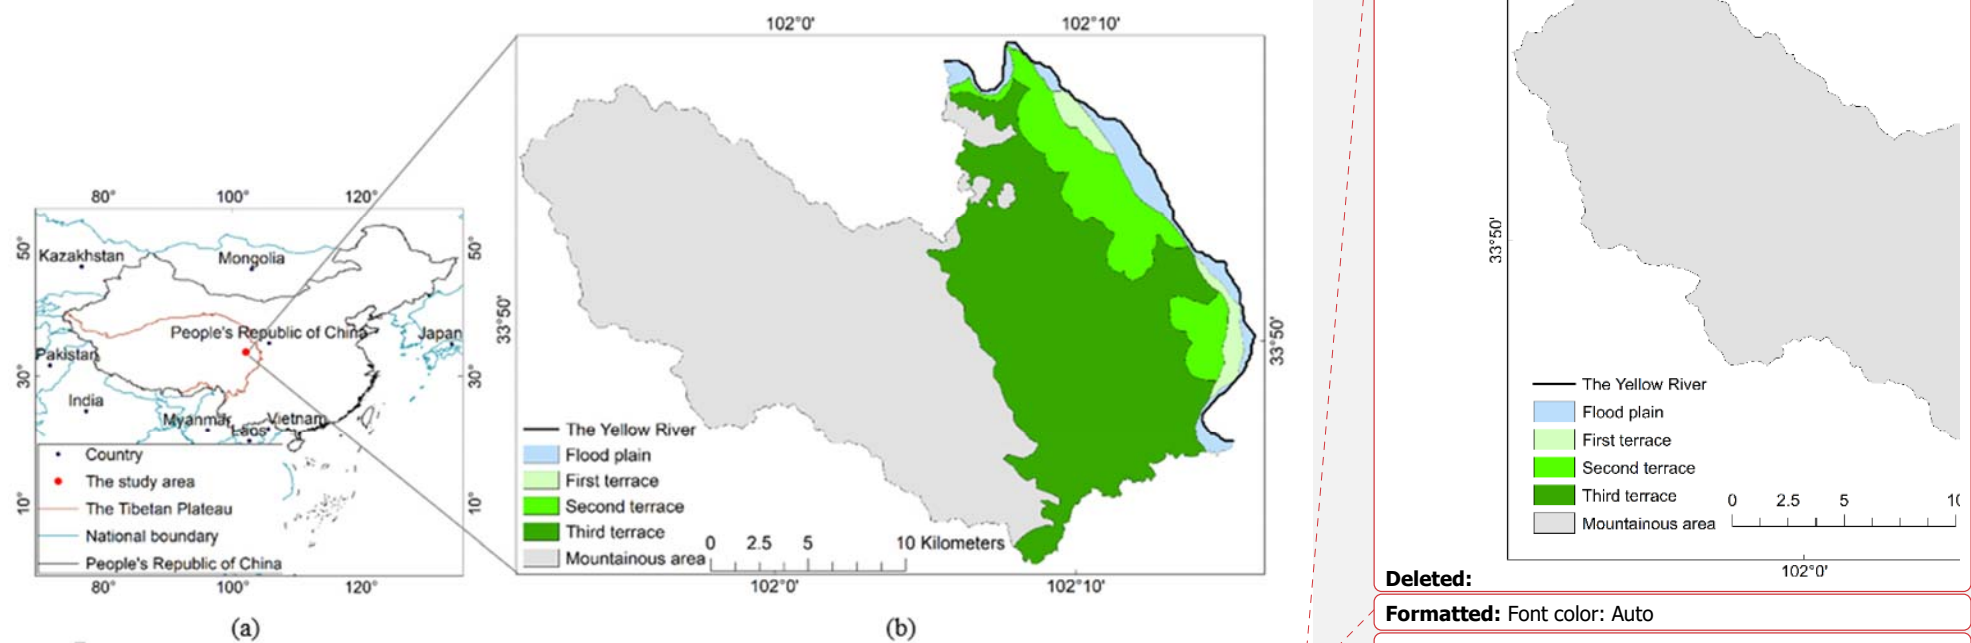 80° 100° 120°
50° 50°
Kazakhstan
Mongolia
People's Republic of China
Japan
Pakistan
30° 30°
India
Myanmar
Laos
Vietnam
10° 10°
Country
The study area
The Tibetan Plateau
National boundary
People's Republic of China
80° 100° 120°
(a)
102°0' 102°10'
33°50' 33°50'
The Yellow River
Flood plain
First terrace
Second terrace
Third terrace
Mountainous area
0 2.5 5 10 Kilometers
102°0' 102°10'
(b)
33°50'
The Yellow River
Flood plain
First terrace
Second terrace
Third terrace
Mountainous area
0 2.5 5
102°0'
Deleted:
Formatted: Font color: Auto